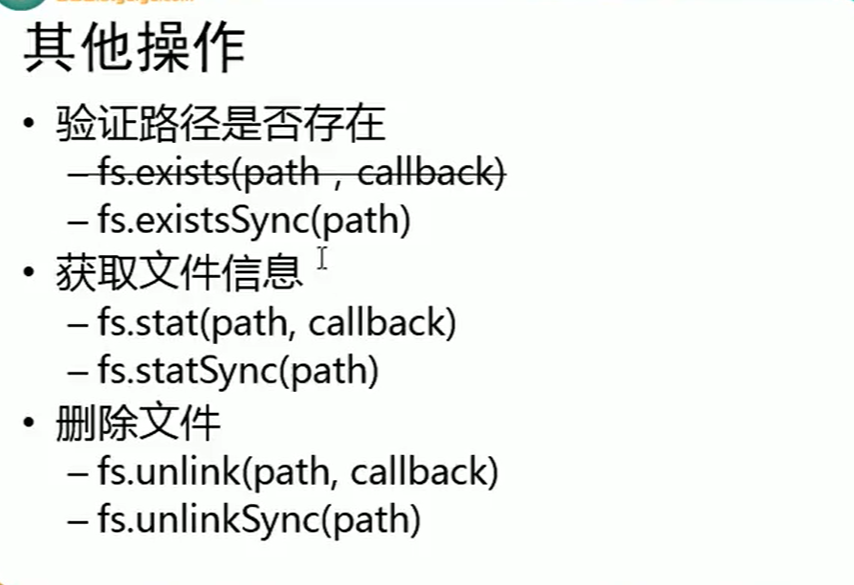 其他操作
• 验证路径是否存在
– fs.exists(path , callback)
– fs.existsSync(path)
• 获取文件信息
– fs.stat(path, callback)
– fs.statSync(path)
• 删除文件
– fs.unlink(path, callback)
– fs.unlinkSync(path)